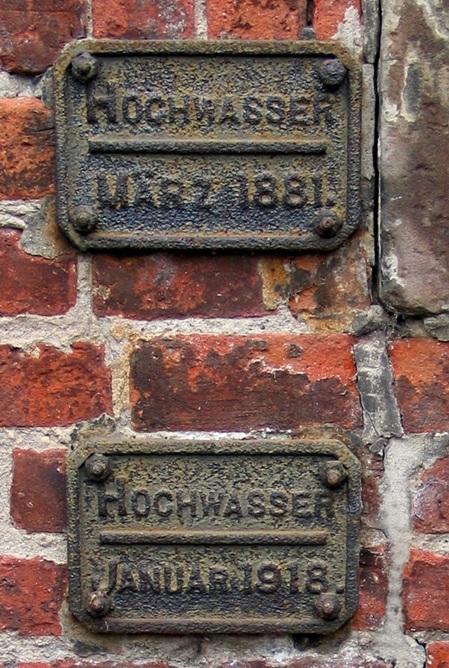 HOCHWASSER
MÄRZ 1881.
HOCHWASSER
JANUAR 1918.